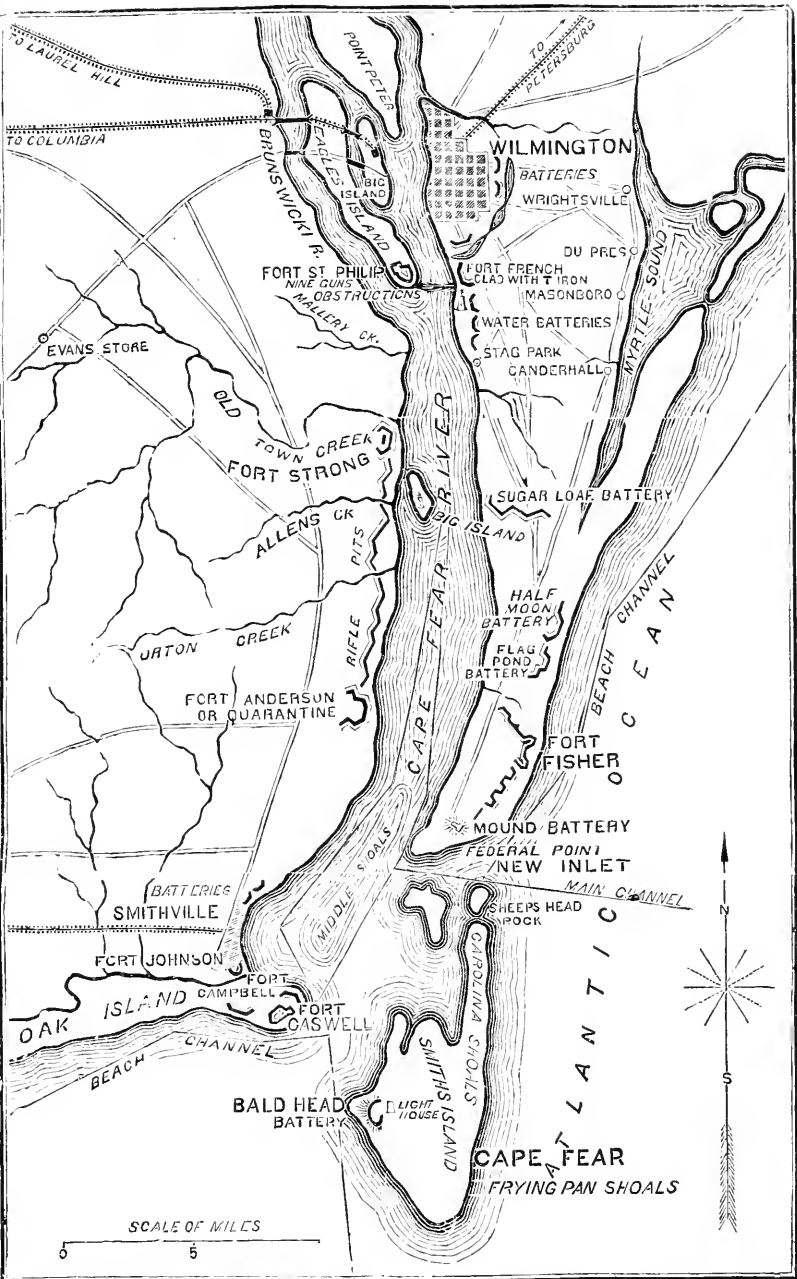 TO LAUREL HILL
POINT PETER
TO
PETERSBURG
TO COLUMBIA
BRUNSWICKI R.
EAGLES ISLAND
BIG
ISLAND
WILMINGTON
BATTERIES
WRIGHTSVILLE
DU PRES
FORT ST PHILIP
NINE GUNS
OBSTRUCTIONS
FORT FRENCH
CLAD WITH T IRON
MASONBORO
MYRTLE SOUND
MALLERY CK.
WATER BATTERIES
EVANS STORE
STAG PARK
CANDERHALL
OLD
TOWN CREEK
FORT STRONG
SUGAR LOAF BATTERY
BIG ISLAND
ALLENS CK
RIFLE PITS
CAPE FEAR RIVER
HALF
MOON
BATTERY
BEACH CHANNEL
URTON CREEK
FLAG
POND
BATTERY
FORT ANDERSON
OR QUARANTINE
FORT
FISHER
MOUND BATTERY
FEDERAL POINT
NEW INLET
MAIN CHANNEL
MIDDLE SHOALS
BATTERIES
SMITHVILLE
SHEEPS HEAD
ROCK
N
FORT JOHNSON
FORT
CAMPBELL
OAK ISLAND
FORT
CASWELL
BEACH CHANNEL
CAROLINA SHOALS
SMITHS ISLAND
ATLANTIC OCEAN
S
BALD HEAD
BATTERY
LIGHT
HOUSE
CAPE FEAR
FRYING PAN SHOALS
SCALE OF MILES
0 5